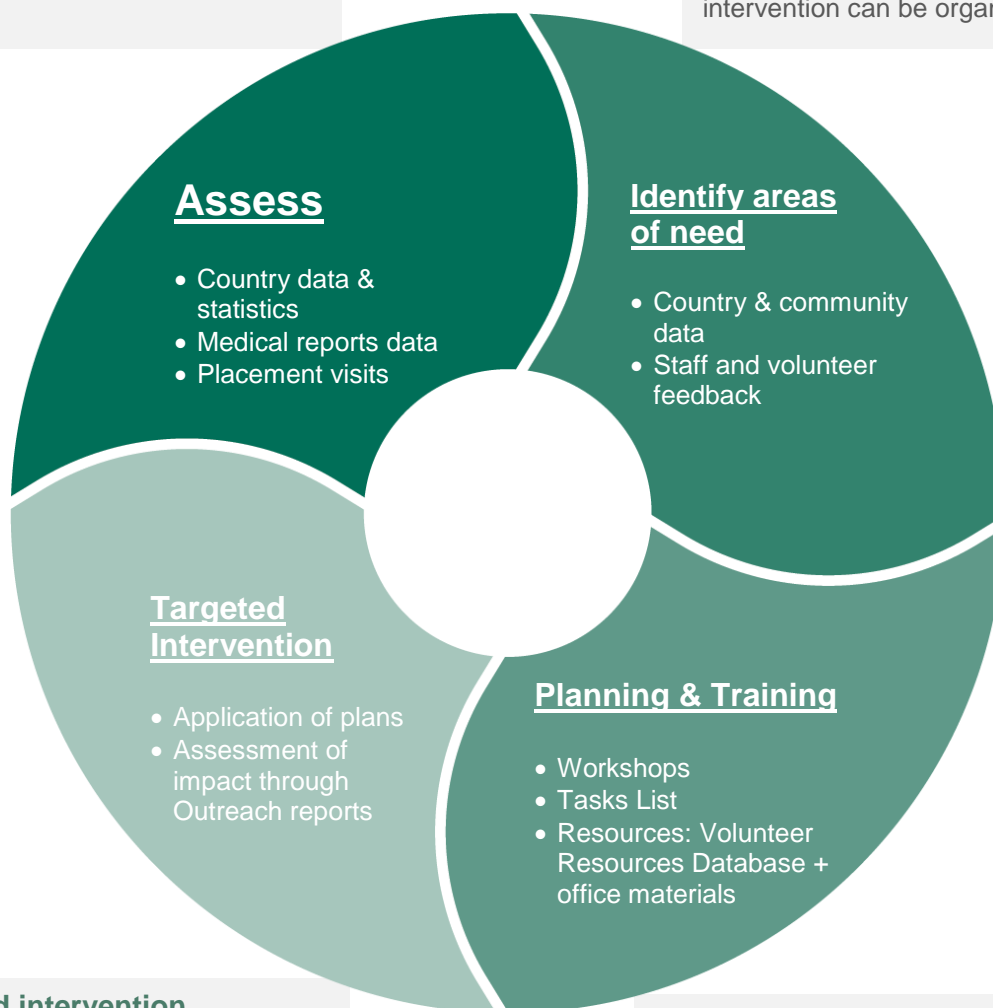 intervention can be organ
Assess
• Country data &
statistics
• Medical reports data
• Placement visits
Identify areas
of need
• Country & community
data
• Staff and volunteer
feedback
Targeted
Intervention
• Application of plans
• Assessment of
impact through
Outreach reports
Planning & Training
• Workshops
• Tasks List
• Resources: Volunteer
Resources Database +
office materials
d intervention